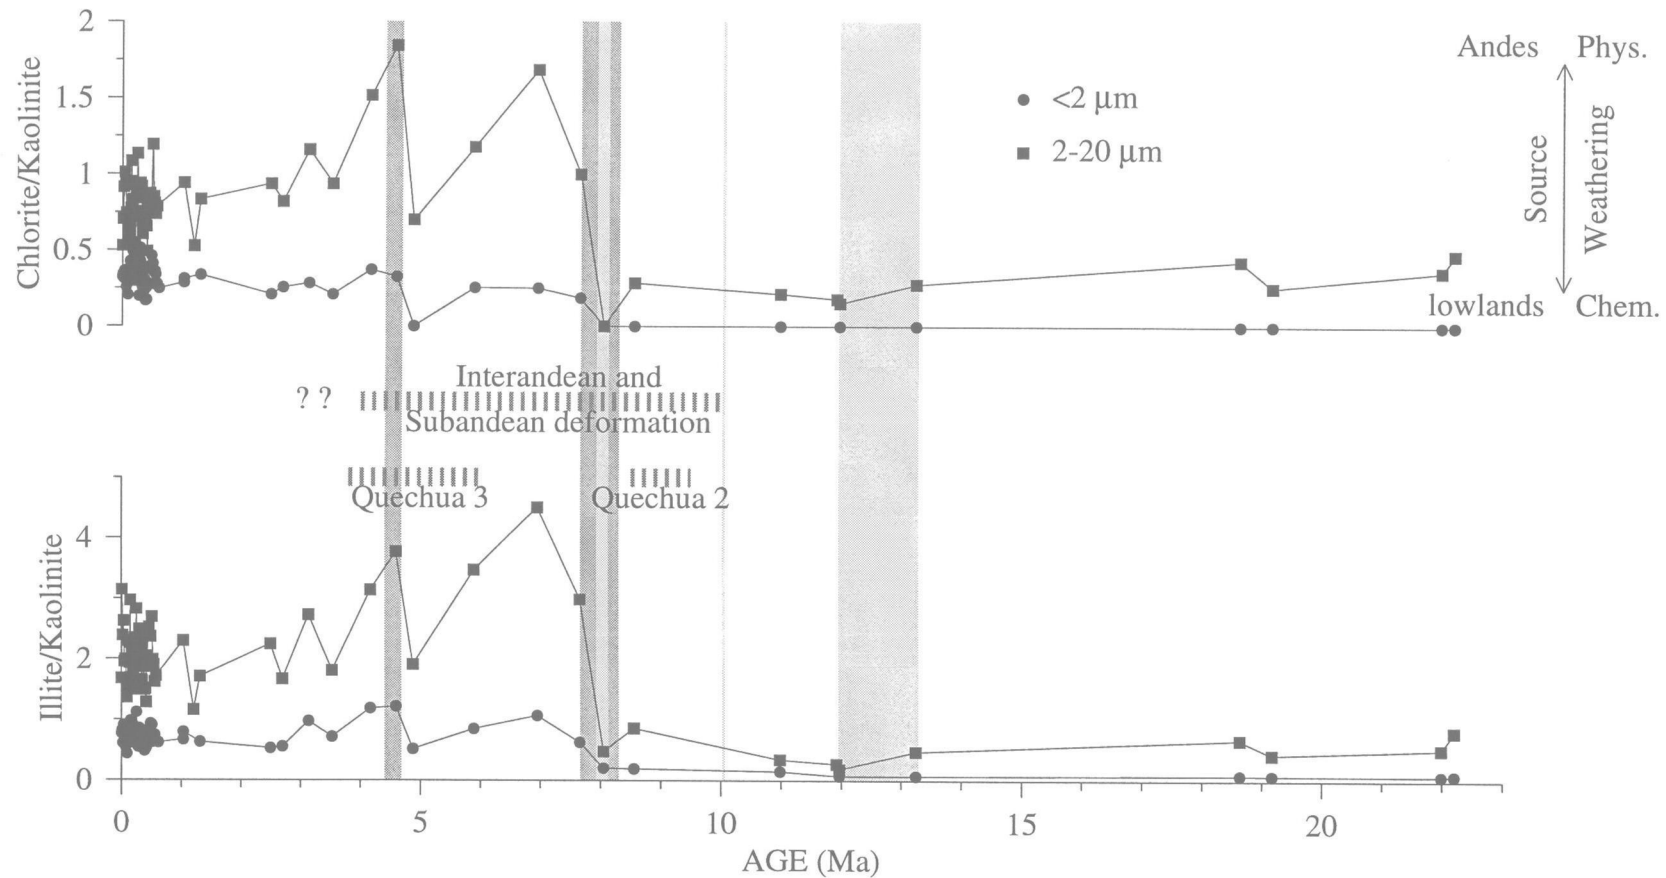 2
1.5
1
0.5
0
Chlorite/Kaolinite
<2 µm
2-20 µm
Andes Phys.
Source
Weathering
lowlands Chem.
? ?
Interandean and
Subandean deformation
Quechua 3
Quechua 2
4
2
0
Illite/Kaolinite
0 5 10 15 20
AGE (Ma)